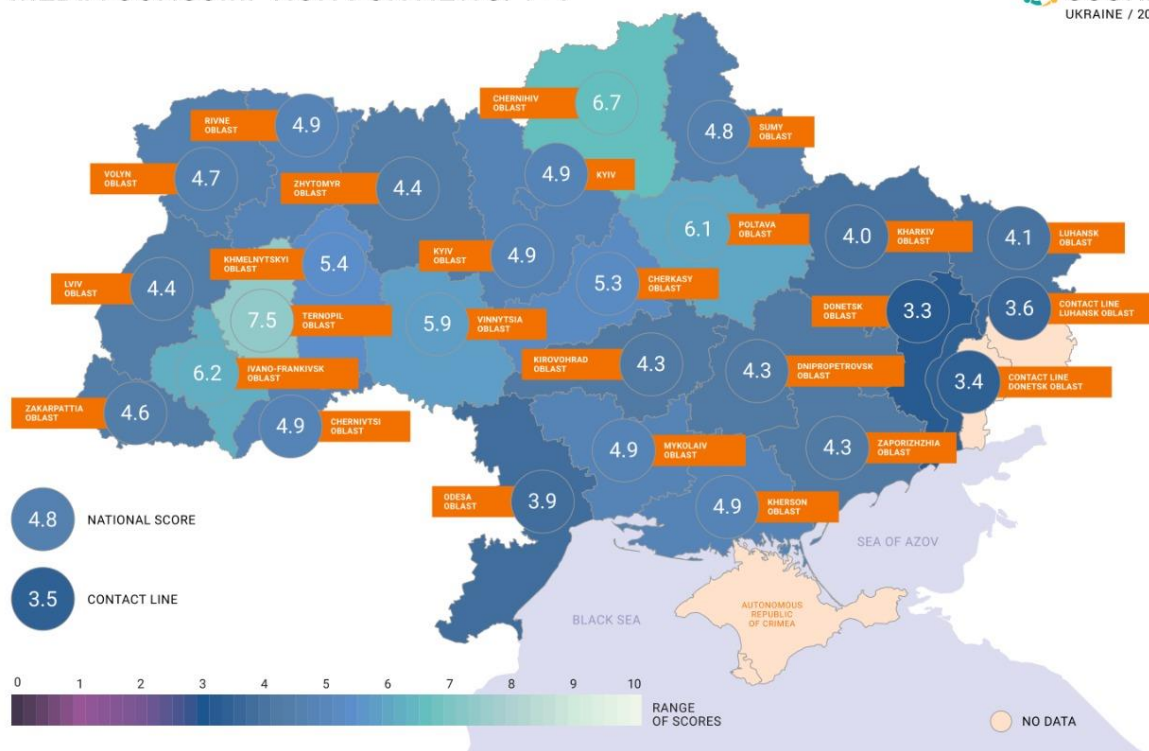 UKRAINE / 20
CHERNIHIV
OBLAST
6.7
RIVNE
OBLAST
4.9
4.8
SUMY
OBLAST
VOLYN
OBLAST
4.7
ZHYTOMYR
OBLAST
4.4
4.9
KYIV
6.1
POLTAVA
OBLAST
4.0
KHARKIV
OBLAST
4.1
LUHANSK
OBLAST
KHMELNYTSKYI
OBLAST
5.4
KYIV
OBLAST
4.9
5.3
CHERKASY
OBLAST
LVIV
OBLAST
4.4
7.5
TERNOPIL
OBLAST
5.9
VINNYTSIA
OBLAST
DONETSK
OBLAST
3.3
3.6
CONTACT LINE
LUHANSK OBLAST
6.2
IVANO-FRANKIVSK
OBLAST
KIROVOHRAD
OBLAST
4.3
4.3
DNIPROPETROVSK
OBLAST
3.4
CONTACT LINE
DONETSK OBLAST
ZAKARPATTIA
OBLAST
4.6
4.9
CHERNIVTSI
OBLAST
4.9
MYKOLAIV
OBLAST
4.3
ZAPORIZHZHIA
OBLAST
ODESA
OBLAST
3.9
4.9
KHERSON
OBLAST
4.8
NATIONAL SCORE
SEA OF AZOV
3.5
CONTACT LINE
BLACK SEA
AUTONOMOUS
REPUBLIC
OF CRIMEA
0 1 2 3 4 5 6 7 8 9 10
RANGE
OF SCORES
NO DATA